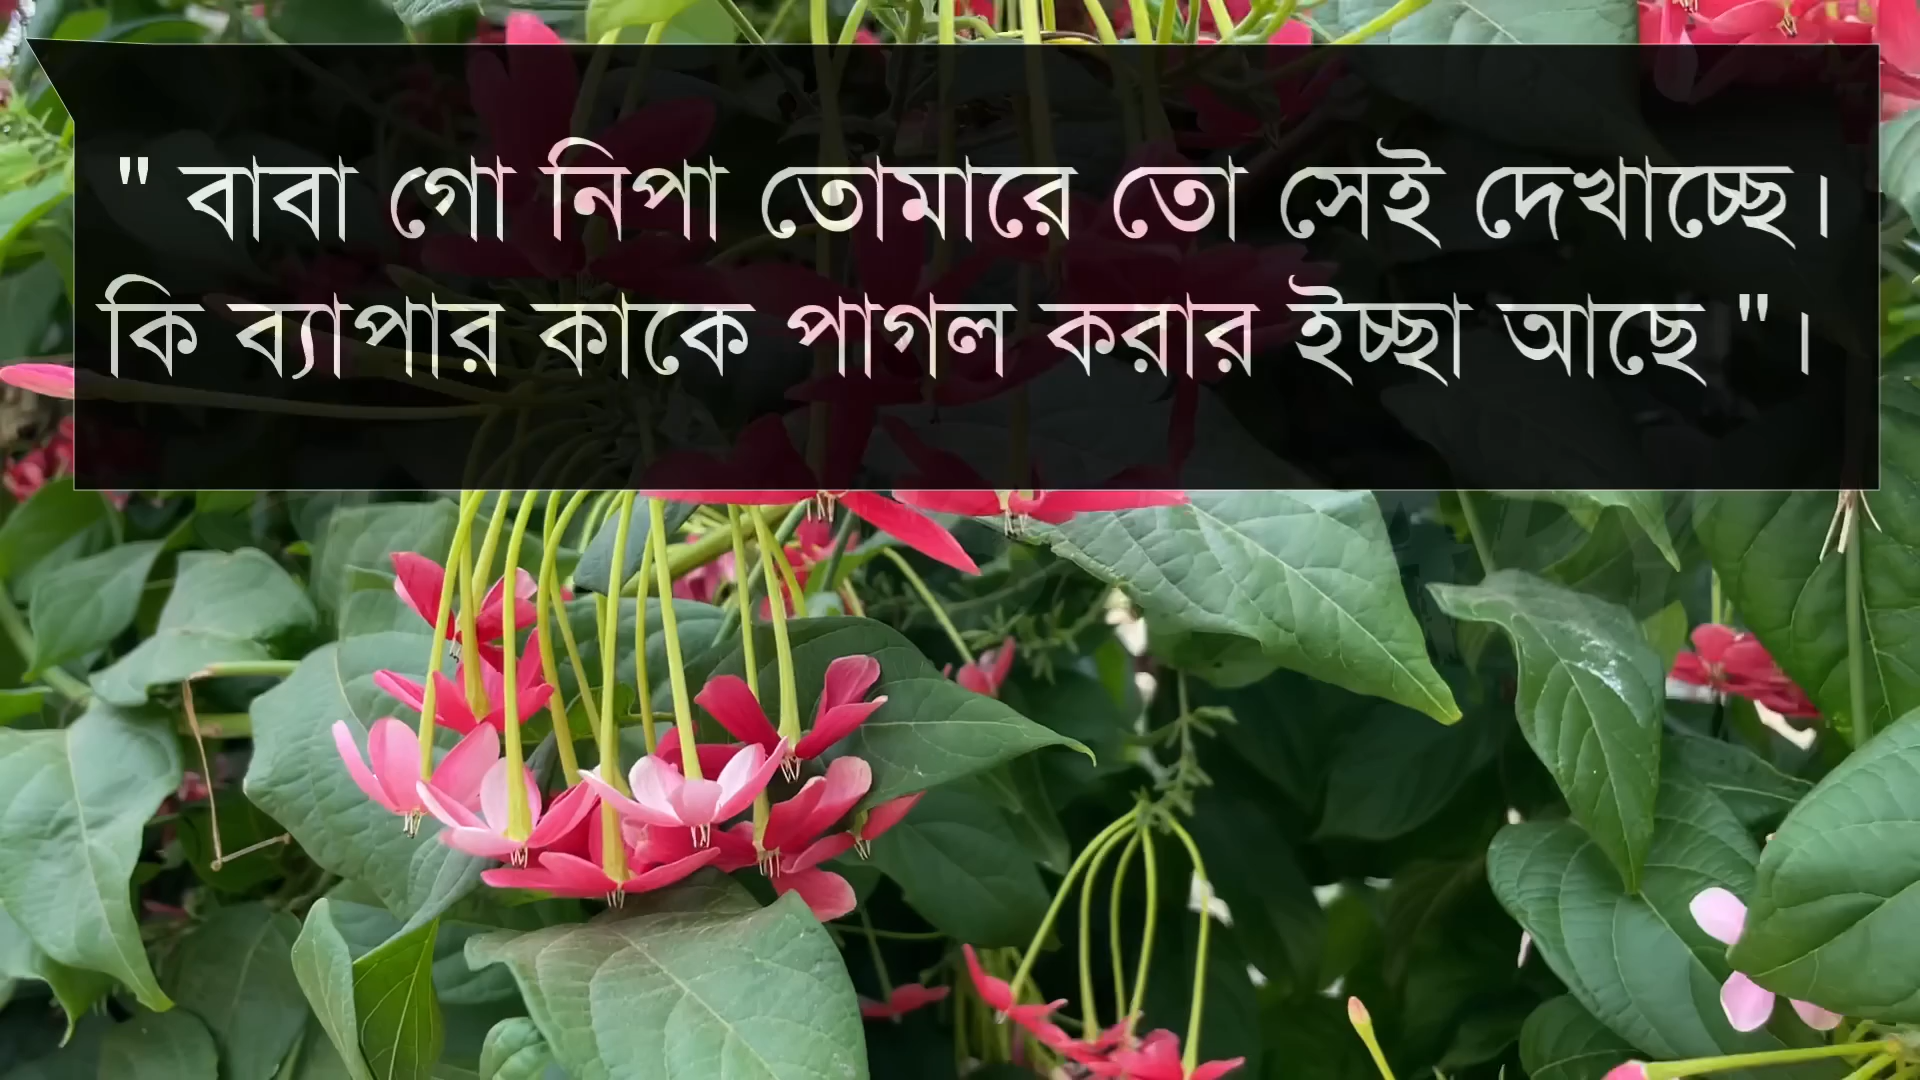 " বাবা গো নিপা তোমারে তো সেই দেখাচ্ছে।
কি ব্যাপার কাকে পাগল করার ইচ্ছা আছে "।